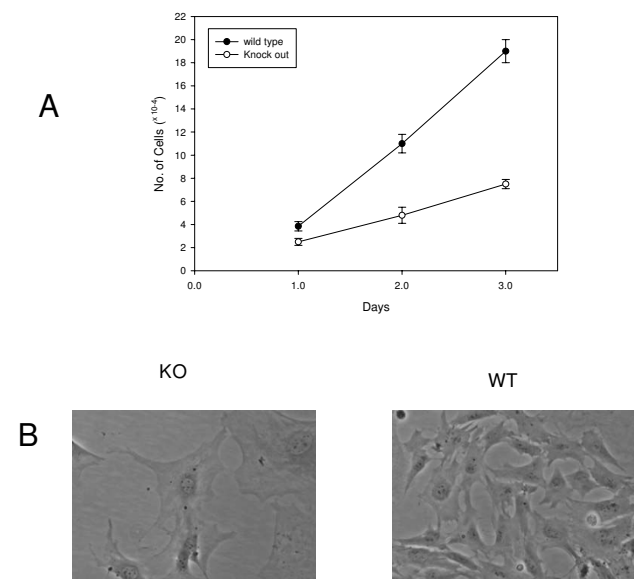 A
22
20
18
16
14
12
10
8
6
4
2
0
No. of Cells (x 10-4)
wild type
Knock out
0.0 1.0 2.0 3.0
Days
KO WT
B